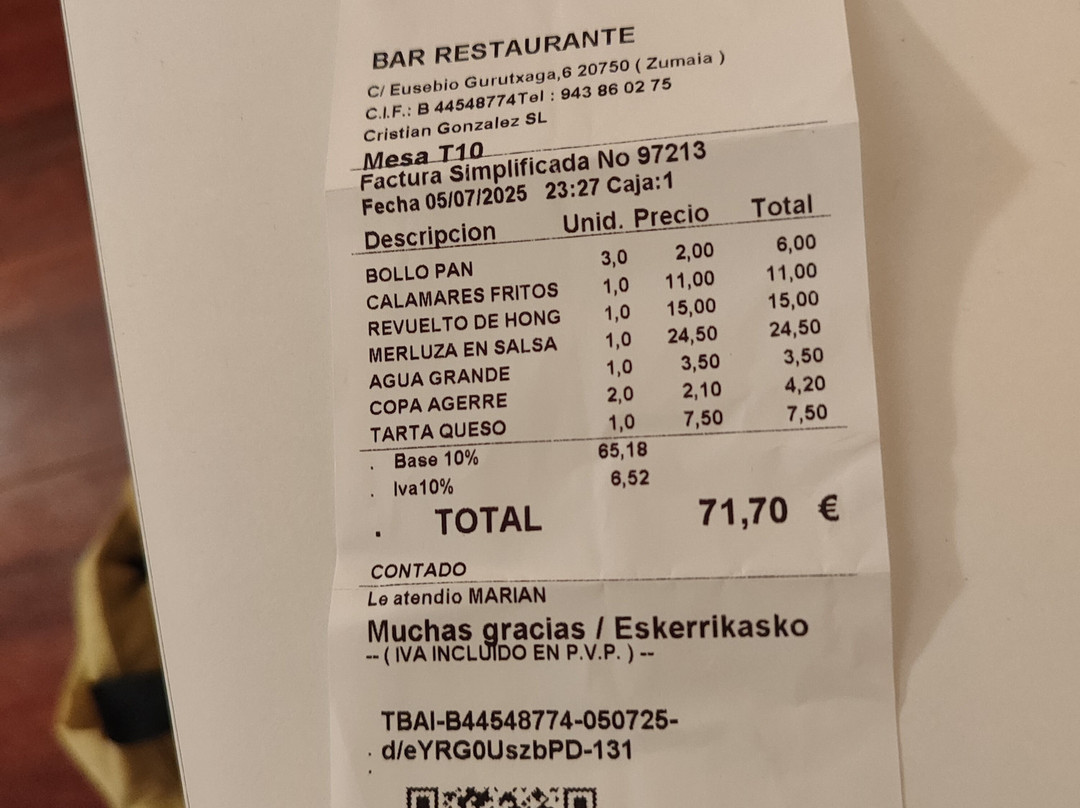 BAR RESTAURANTE
C/ Eusebio Gurutxaga,6 20750 ( Zumaia )
C.I.F.: B 44548774Tel : 943 86 02 75
Cristian Gonzalez SL
Mesa T10
Factura Simplificada No 97213
Fecha 05/07/2025 23:27 Caja:1
Descripcion Unid. Precio Total
BOLLO PAN 3,0 2,00 6,00
CALAMARES FRITOS 1,0 11,00 11,00
REVUELTO DE HONG 1,0 15,00 15,00
MERLUZA EN SALSA 1,0 24,50 24,50
AGUA GRANDE 1,0 3,50 3,50
COPA AGERRE 2,0 2,10 4,20
TARTA QUESO 1,0 7,50 7,50
. Base 10% 65,18
. Iva10% 6,52
. TOTAL 71,70 €
CONTADO
Le atendio MARIAN
Muchas gracias / Eskerrikasko
-- ( IVA INCLUÍDO EN P.V.P. ) --
TBAI-B44548774-050725-
. d/eYRG0UszbPD-131
.